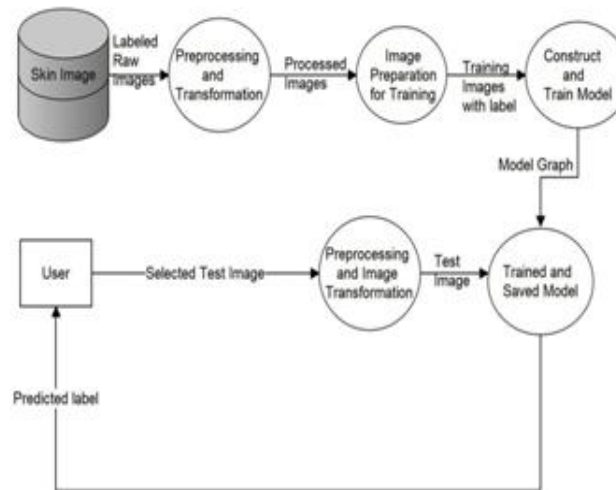 Skin Image
Labeled
Raw
Images
Preprocessing
and
Transformation
Processed
Images
Image
Preparation
for Training
Training
Images
with label
Construct
and
Train Model
Model Graph
User
Selected Test Image
Preprocessing
and Image
Transformation
Test
Image
Trained and
Saved Model
Predicted label